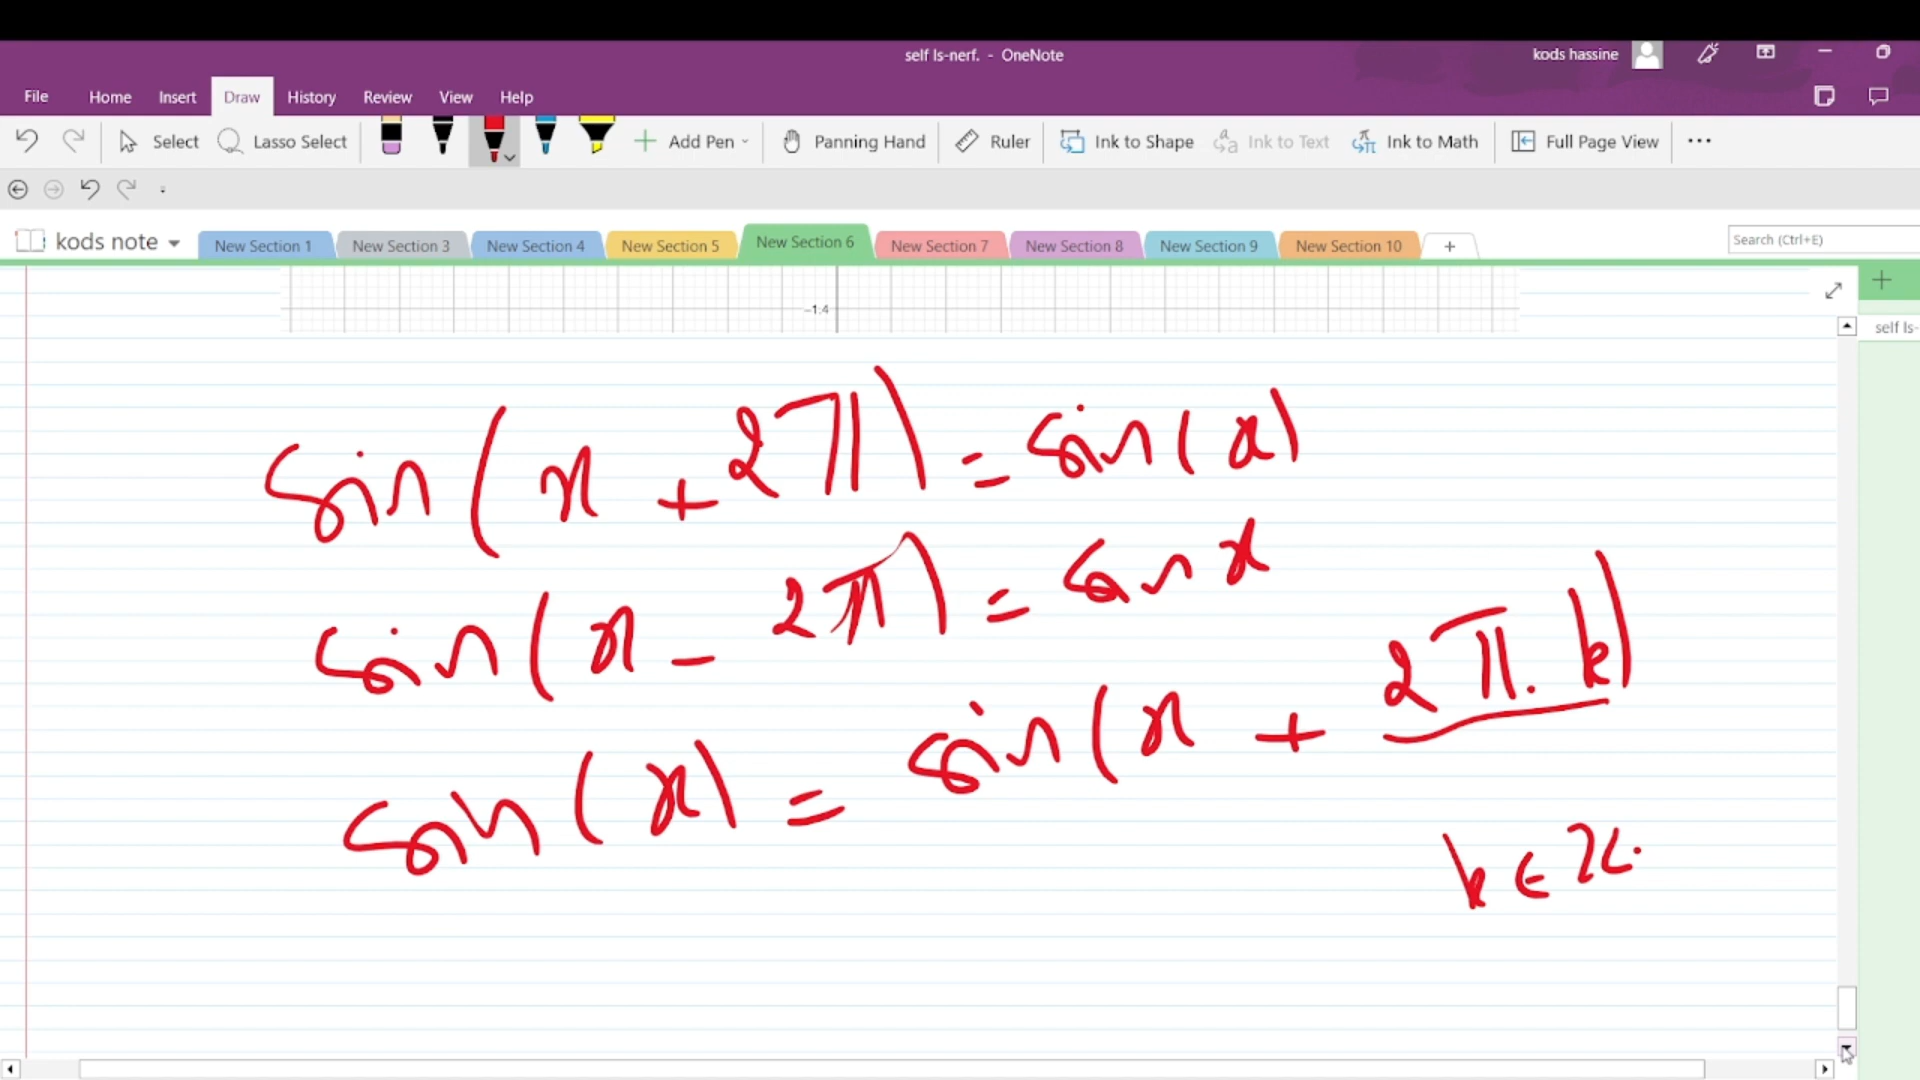 self ls-nerf. - OneNote
kods hassine
File Home Insert Draw History Review View Help
Select Lasso Select Add Pen Panning Hand Ruler Ink to Shape Ink to Text Ink to Math Full Page View
kods note New Section 1 New Section 3 New Section 4 New Section 5 New Section 6 New Section 7 New Section 8 New Section 9 New Section 10 + Search (Ctrl+E)
-1.4
self ls-
sin(x + 2π) = sin(x)
sin(x - 2π) = sin x
sin(x) = sin(x + 2π.k)
k ∈ Z.